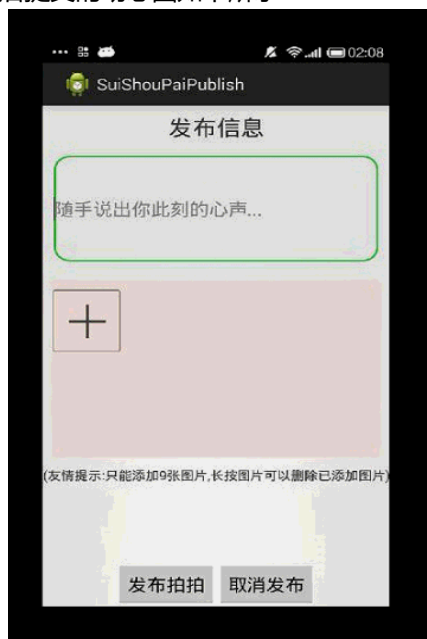 02:08
SuiShouPaiPublish
发布信息
随手说出你此刻的心声...
(友情提示:只能添加9张图片,长按图片可以删除已添加图片)
发布拍拍 取消发布